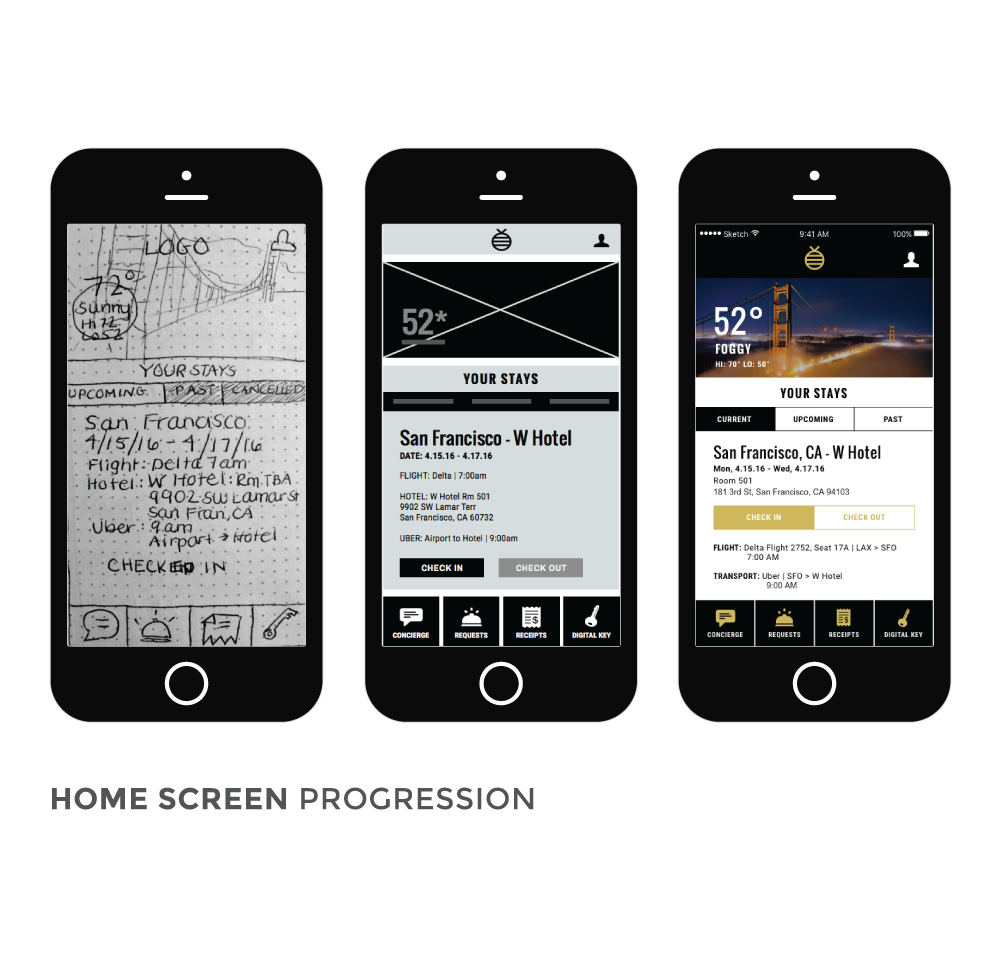 LOGO
72°
Sunny
Hi 72
Lo 52
YOUR STAYS
UPCOMING PAST CANCELLED
San Francisco
4/15/16 - 4/17/16
Flight: Delta 7am
Hotel: W Hotel: Rm TBA
9902 SW Lamar St
San Fran, CA
Uber: 9am
Airport → Hotel
CHECKED IN
52*
YOUR STAYS
San Francisco - W Hotel
DATE: 4.15.16 - 4.17.16
FLIGHT: Delta | 7:00am
HOTEL: W Hotel Rm 501
9902 SW Lamar Terr
San Francisco, CA 60732
UBER: Airport to Hotel | 9:00am
CHECK IN CHECK OUT
CONCIERGE REQUESTS RECEIPTS DIGITAL KEY
Sketch 9:41 AM 100%
52°
FOGGY
HI: 70° LO: 50°
YOUR STAYS
CURRENT UPCOMING PAST
San Francisco, CA - W Hotel
Mon, 4.15.16 - Wed, 4.17.16
Room 501
181 3rd St, San Francisco, CA 94103
CHECK IN CHECK OUT
FLIGHT: Delta Flight 2752, Seat 17A | LAX > SFO
7:00 AM
TRANSPORT: Uber | SFO > W Hotel
9:00 AM
CONCIERGE REQUESTS RECEIPTS DIGITAL KEY
HOME SCREEN PROGRESSION